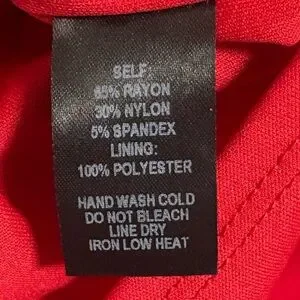 SELF
65% RAYON
30% NYLON
5% SPANDEX
LINING:
100% POLYESTER
HAND WASH COLD
DO NOT BLEACH
LINE DRY
IRON LOW HEAT